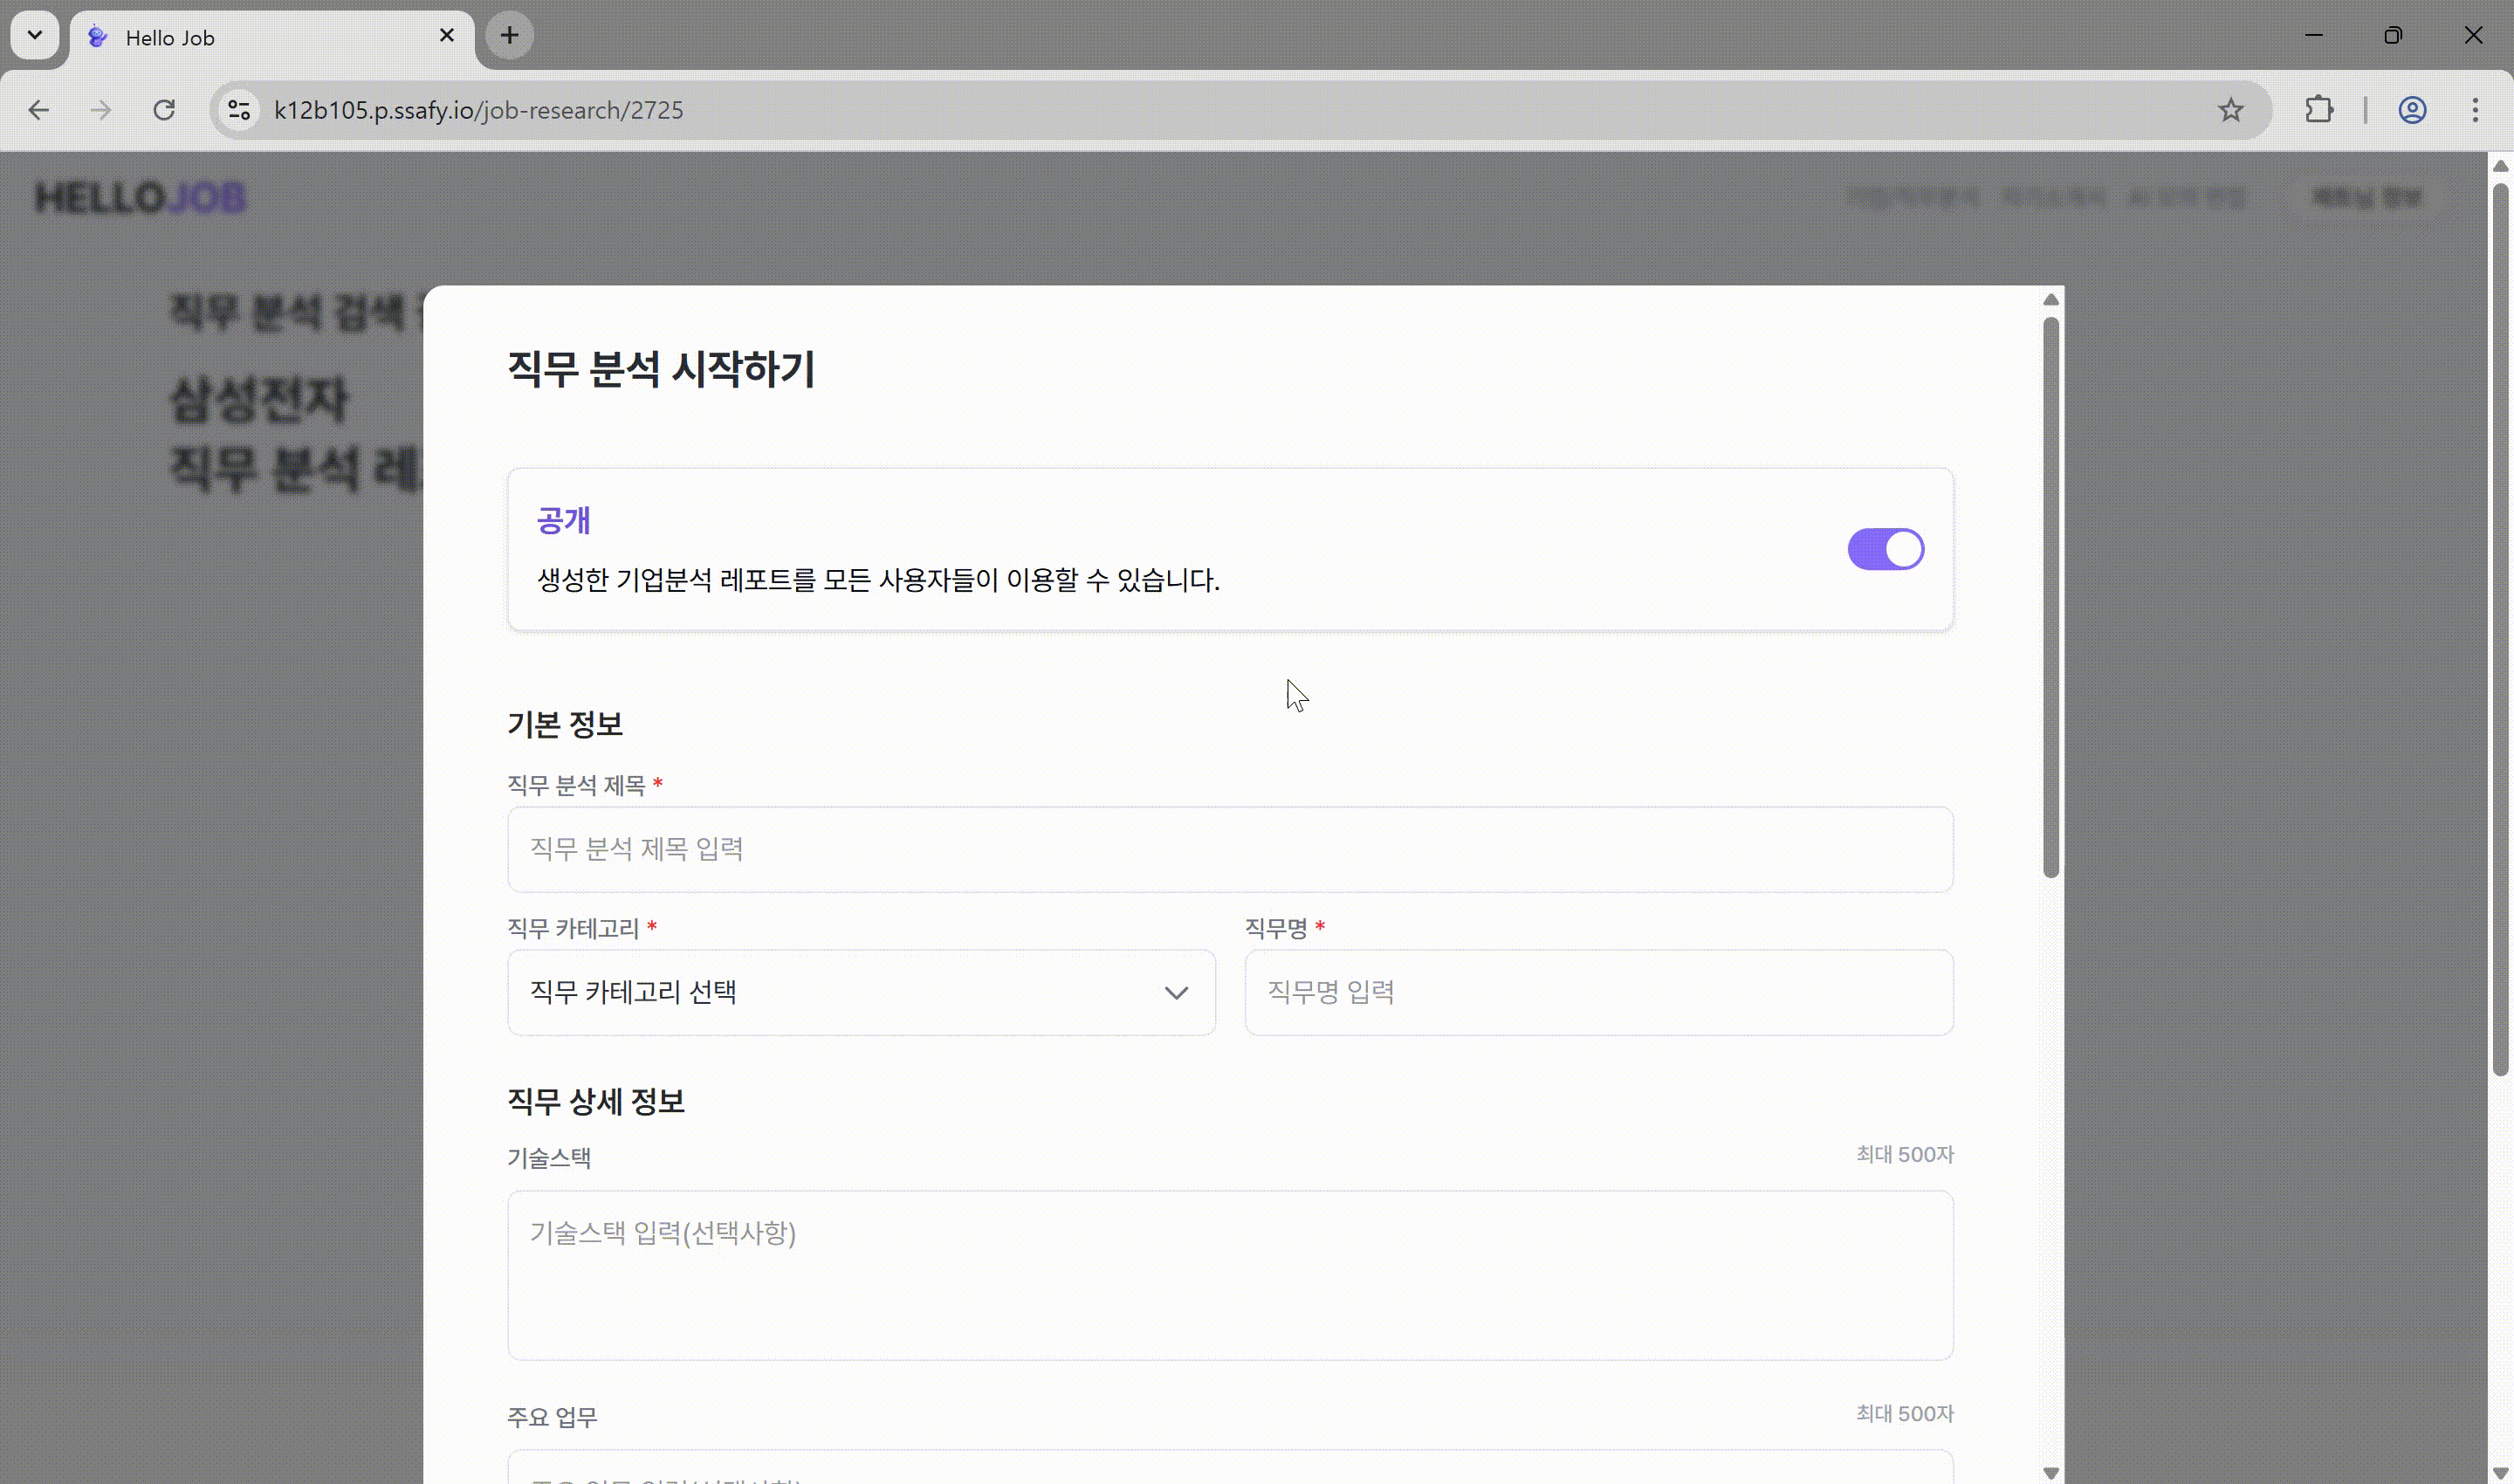 Hello Job
k12b105.p.ssafy.io/job-research/2725
HELLOJOB
직무 분석 검색
삼성전자
직무 분석 레
직무 분석 시작하기
공개
생성한 기업분석 레포트를 모든 사용자들이 이용할 수 있습니다.
기본 정보
직무 분석 제목 *
직무 분석 제목 입력
직무 카테고리 * 직무명 *
직무 카테고리 선택 직무명 입력
직무 상세 정보
기술스택 최대 500자
기술스택 입력(선택사항)
주요 업무 최대 500자